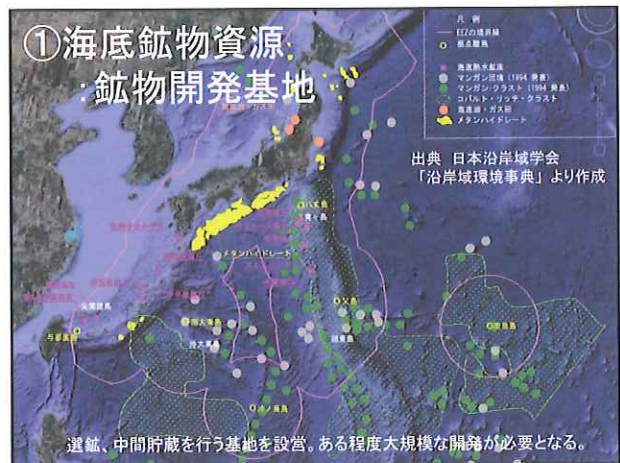 ①海底鉱物資源
:鉱物開発基地
凡 例
EEZの境界線
拠点離島
海底熱水鉱床
マンガン団塊(1994 発表)
マンガン・クラスト(1994 発表)
コバルト・リッチ・クラスト
海底油・ガス田
メタンハイドレート
出典 日本沿岸域学会
「沿岸域環境事典」より作成
八丈島
青ヶ島
メタンハイドレート
父島
硫黄島
南鳥島
南大東島
沖大東島
尖閣諸島
与那国島
沖ノ鳥島
選鉱、中間貯蔵を行う基地を設営。ある程度大規模な開発が必要となる。